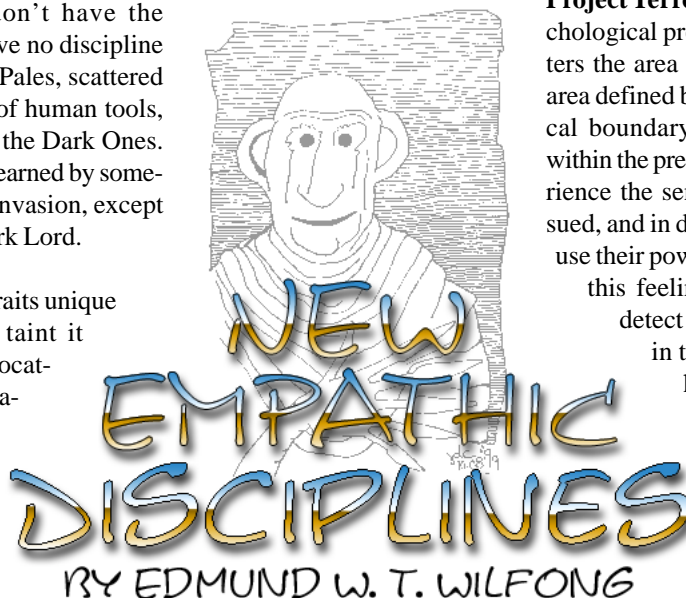 on't have the
ve no discipline
Pales, scattered
of human tools,
the Dark Ones.
earned by some-
nvasion, except
rk Lord.
raits unique
taint it
ocat-
a-
Project Terro
chological pr
ters the area
area defined b
cal boundary
within the pre
rience the sen
sued, and in d
use their pow
this feelin
detect
in t
NEW
EMPATHIC
DISCIPLINES
BY EDMUND W. T. WILFONG